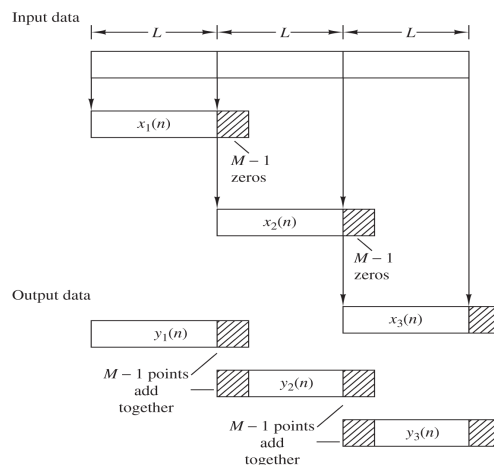 Input data
L L L
x₁(n)
M − 1
zeros
x₂(n)
M − 1
zeros
Output data
x₃(n)
y₁(n)
M − 1 points
add
together
y₂(n)
M − 1 points
add
together
y₃(n)